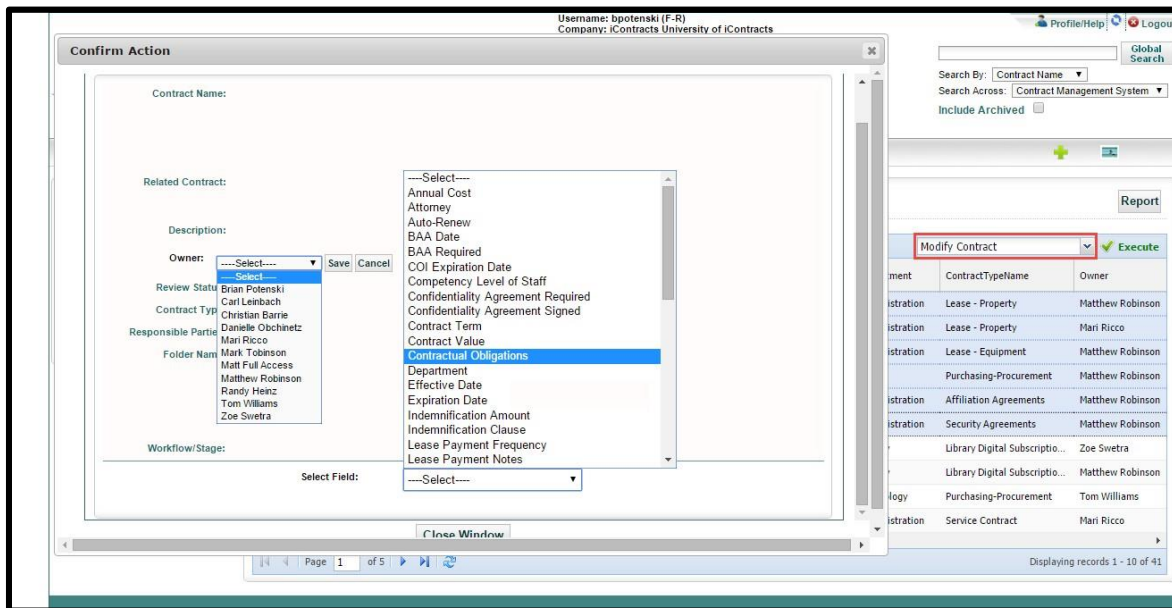 Username: bpotenski (F-R)
Company: iContracts University of iContracts
Profile/Help
Logou
Global Search
Search By: Contract Name
Search Across: Contract Management System
Include Archived
Confirm Action
Contract Name:
Related Contract:
Description:
Owner: ----Select---- Save Cancel
----Select----
Brian Potenski
Carl Leinbach
Christian Barrie
Danielle Obchinetz
Mari Ricco
Mark Tobinson
Matt Full Access
Matthew Robinson
Randy Heinz
Tom Williams
Zoe Swetra
Review Statu
Contract Typ
Responsible Partie
Folder Nam
Workflow/Stage:
----Select----
Annual Cost
Attorney
Auto-Renew
BAA Date
BAA Required
COI Expiration Date
Competency Level of Staff
Confidentiality Agreement Required
Confidentiality Agreement Signed
Contract Term
Contract Value
Contractual Obligations
Department
Effective Date
Expiration Date
Indemnification Amount
Indemnification Clause
Lease Payment Frequency
Lease Payment Notes
Select Field: ----Select----
Close Window
Report
Modify Contract Execute
ment ContractTypeName Owner
istration Lease - Property Matthew Robinson
istration Lease - Property Mari Ricco
istration Lease - Equipment Matthew Robinson
Purchasing-Procurement Matthew Robinson
istration Affiliation Agreements Matthew Robinson
istration Security Agreements Matthew Robinson
Library Digital Subscriptio... Zoe Swetra
Library Digital Subscriptio... Matthew Robinson
logy Purchasing-Procurement Tom Williams
istration Service Contract Mari Ricco
Page 1 of 5
Displaying records 1 - 10 of 41